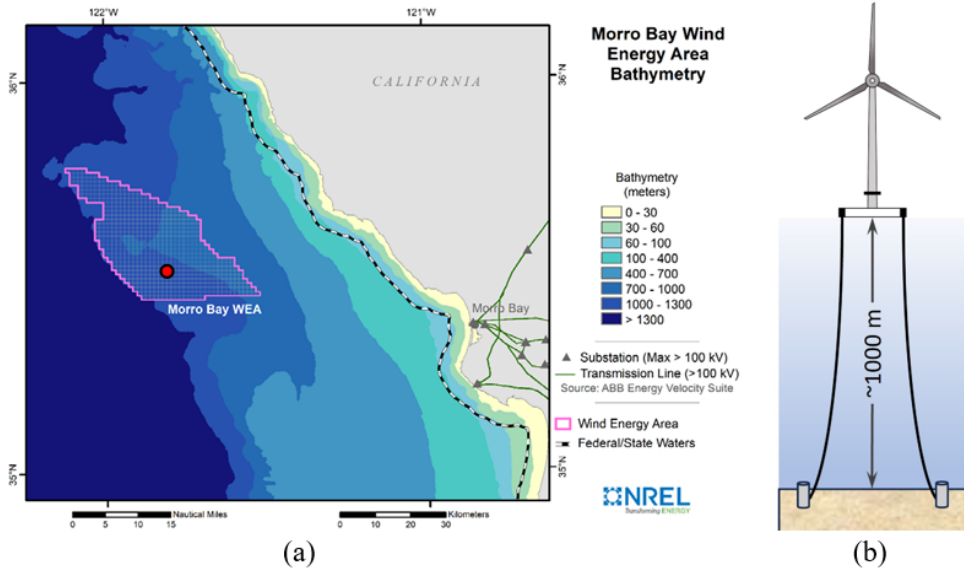 122°W
121°W
36°N
36°N
CALIFORNIA
Morro Bay WEA
Morro Bay
35°N
35°N
0 5 10 15 Nautical Miles
0 10 20 30 Kilometers
(a)
Morro Bay Wind
Energy Area
Bathymetry
Bathymetry
(meters)
0 - 30
30 - 60
60 - 100
100 - 400
400 - 700
700 - 1000
1000 - 1300
> 1300
Substation (Max > 100 kV)
Transmission Line (>100 kV)
Source: ABB Energy Velocity Suite
Wind Energy Area
Federal/State Waters
NREL
Transforming ENERGY
~1000 m
(b)